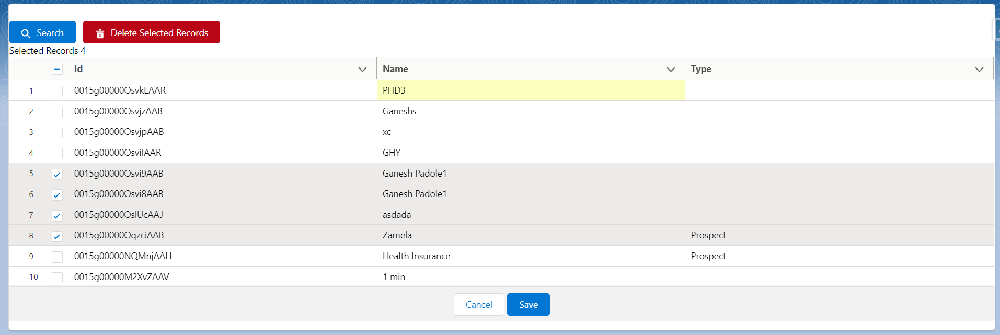 Search Delete Selected Records
Selected Records 4
Id Name Type
1 0015g00000OsvkEAAR PHD3
2 0015g00000OsvjzAAB Ganeshs
3 0015g00000OsvjpAAB xc
4 0015g00000OsviIAAR GHY
5 0015g00000Osvi9AAB Ganesh Padole1
6 0015g00000Osvi8AAB Ganesh Padole1
7 0015g00000OslUcAAJ asdada
8 0015g00000OqzciAAB Zamela Prospect
9 0015g00000NQMnjAAH Health Insurance Prospect
10 0015g00000M2XvZAAV 1 min
Cancel Save